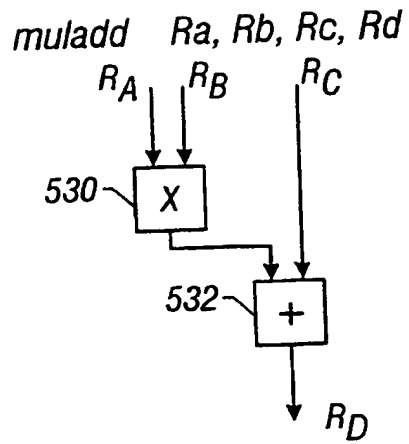 muladd Ra, Rb, Rc, Rd
RA RB RC
530 X
532 +
RD